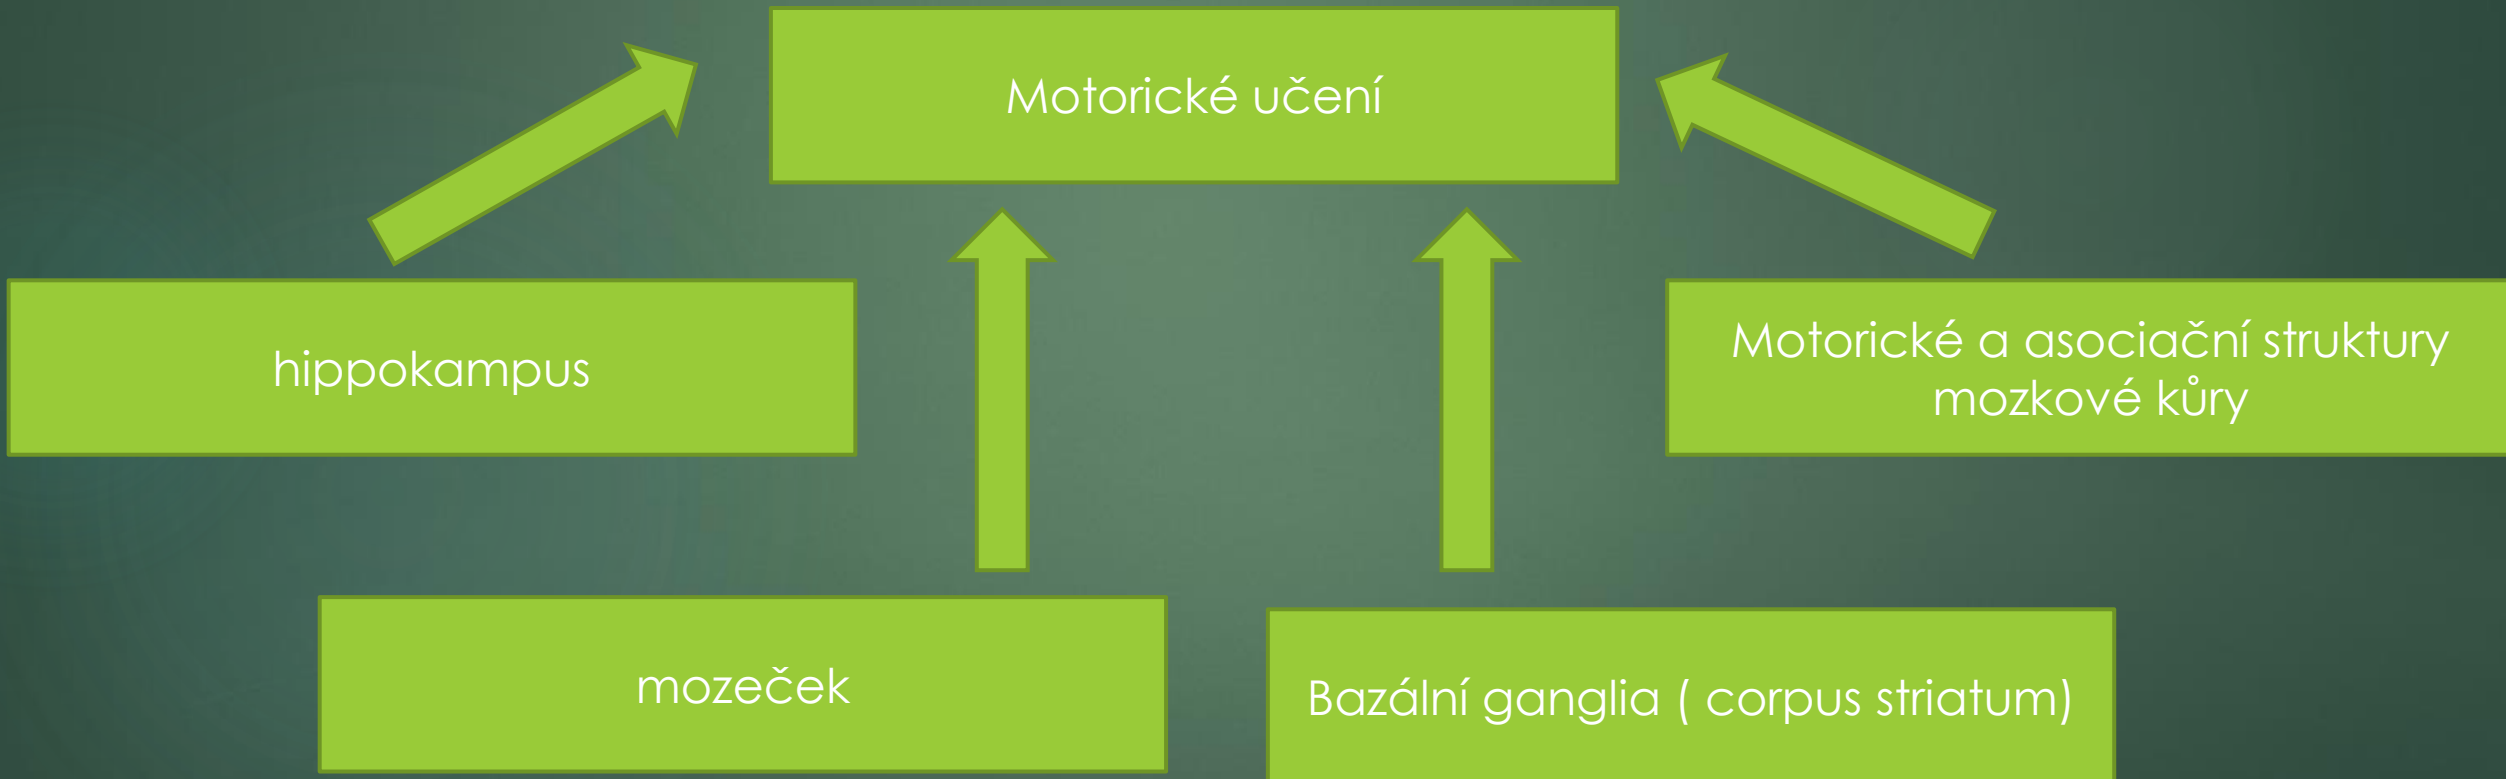 Motorické učení
hippokampus
Motorické a asociační struktury
mozkové kůry
mozeček
Bazální ganglia ( corpus striatum)